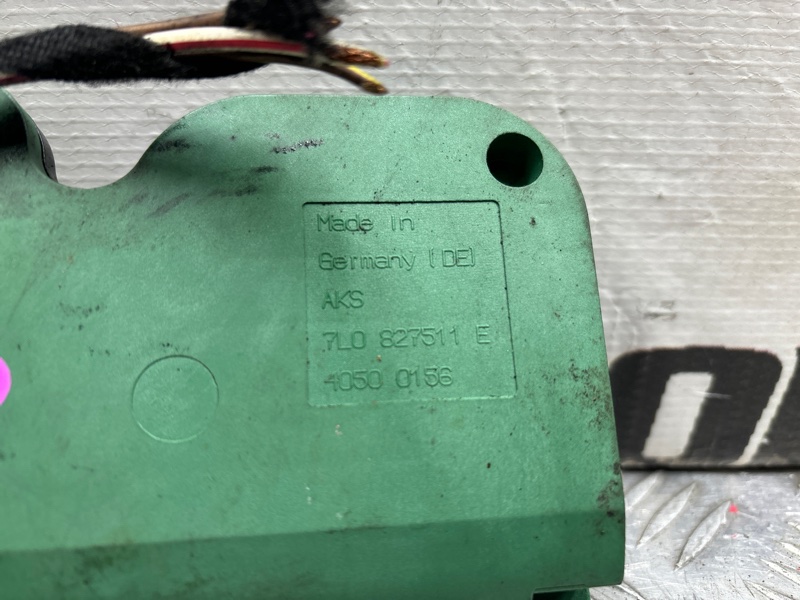 Made in
Germany (DE)
AKS
7L0 827511 E
4050 0156